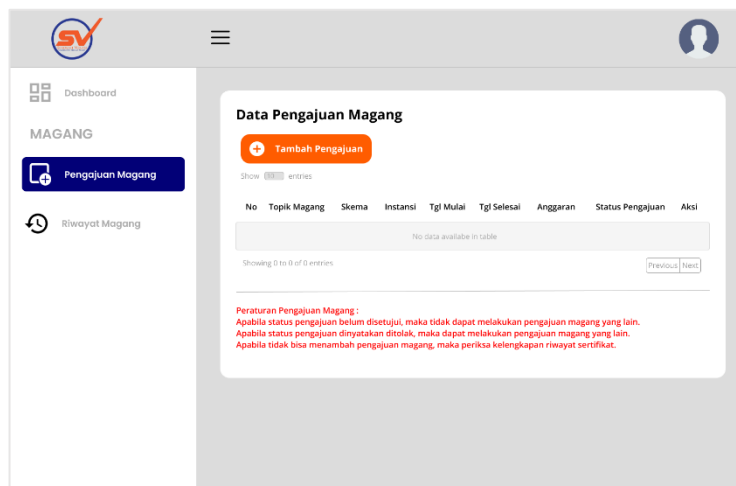 SV
Dashboard
MAGANG
Pengajuan Magang
Riwayat Magang
Data Pengajuan Magang
Tambah Pengajuan
Show 10 entries
No Topik Magang Skema Instansi Tgl Mulai Tgl Selesai Anggaran Status Pengajuan Aksi
No data availabe in table
Showing 0 to 0 of 0 entries
Previous Next
Peraturan Pengajuan Magang :
Apabila status pengajuan belum disetujui, maka tidak dapat melakukan pengajuan magang yang lain.
Apabila status pengajuan dinyatakan ditolak, maka dapat melakukan pengajuan magang yang lain.
Apabila tidak bisa menambah pengajuan magang, maka periksa kelengkapan riwayat sertifikat.